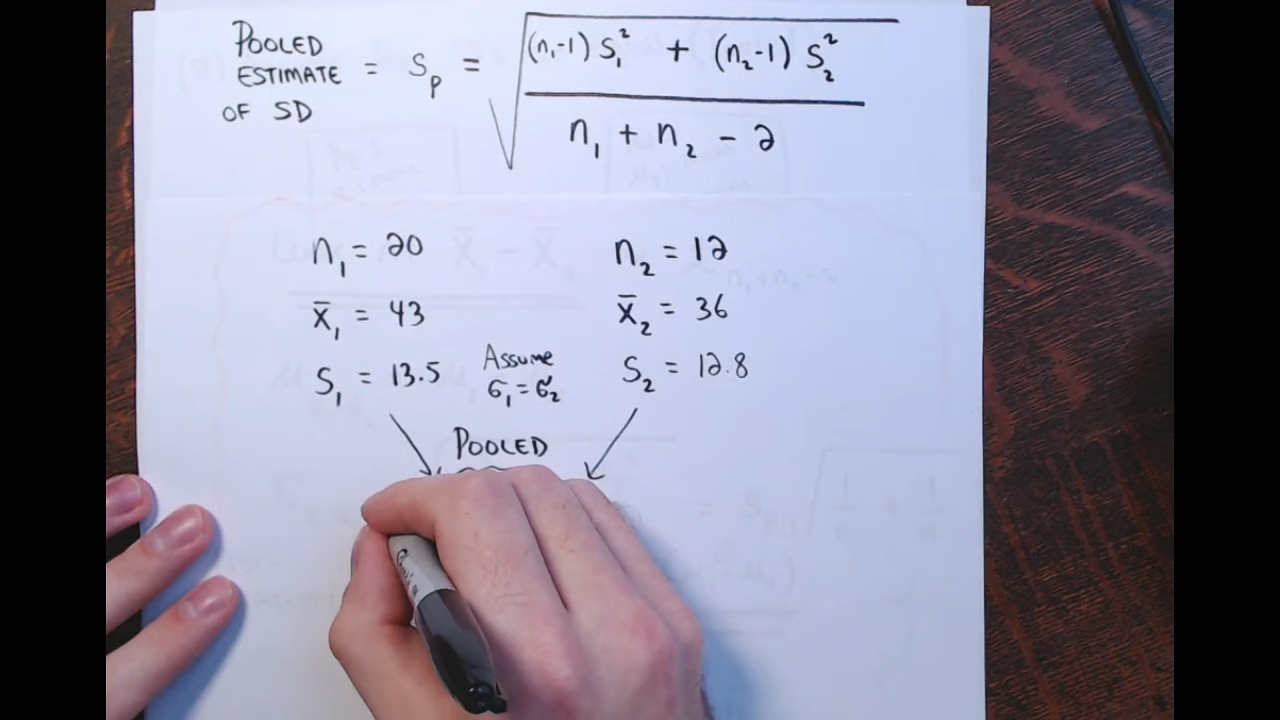 POOLED
ESTIMATE = Sₚ = √((n₁-1) S₁² + (n₂-1) S₂²
OF SD
n₁ + n₂ - 2)
n₁ = 20 n₂ = 12
x̄₁ = 43 x̄₂ = 36
S₁ = 13.5 Assume S₂ = 12.8
σ₁ = σ₂
POOLED